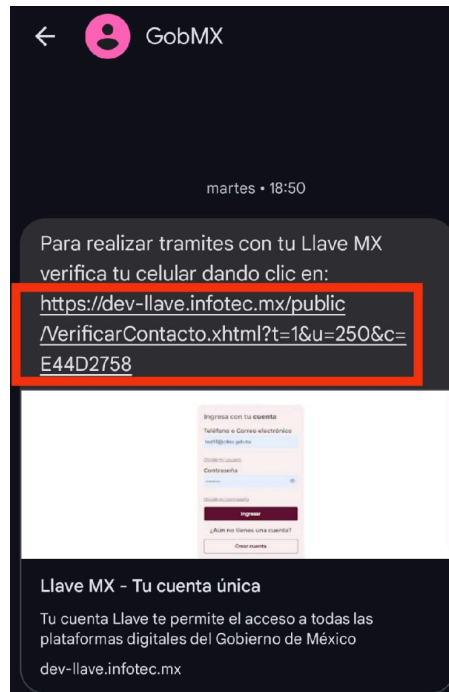 GobMX
martes • 18:50
Para realizar tramites con tu Llave MX
verifica tu celular dando clic en:
https://dev-llave.infotec.mx/public
/VerificarContacto.xhtml?t=1&u=250&c=
E44D2758
Ingresa con tu cuenta
Teléfono o Correo electrónico
Contraseña
Ingresar
¿Aún no tienes una cuenta?
Crear cuenta
Llave MX - Tu cuenta única
Tu cuenta Llave te permite el acceso a todas las
plataformas digitales del Gobierno de México
dev-llave.infotec.mx